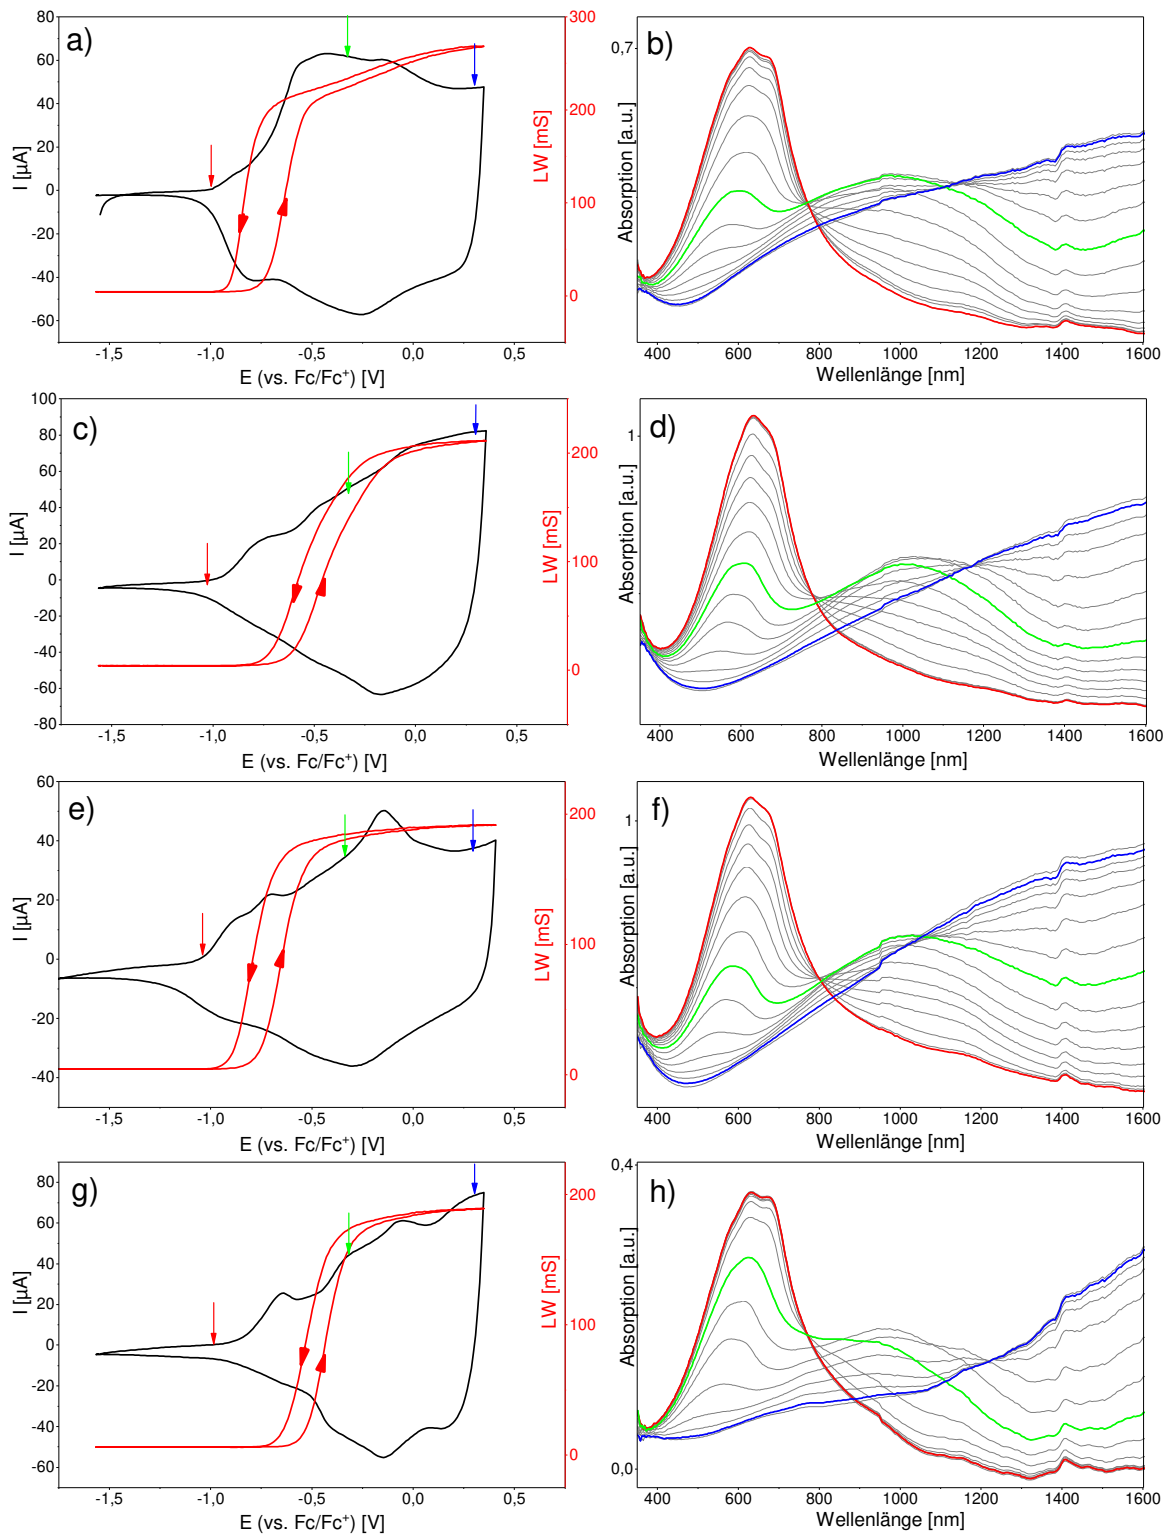 a)
80
60
40
20
0
-20
-40
-60
I [µA]
300
200
100
0
LW [mS]
-1,5
-1,0
-0,5
0,0
0,5
E (vs. Fc/Fc⁺) [V]
b)
0,7
Absorption [a.u.]
400 600 800 1000 1200 1400 1600
Wellenlänge [nm]
c)
100
80
60
40
20
0
-20
-40
-60
-80
I [µA]
200
100
0
LW [mS]
-1,5
-1,0
-0,5
0,0
0,5
E (vs. Fc/Fc⁺) [V]
d)
1
Absorption [a.u.]
400 600 800 1000 1200 1400 1600
Wellenlänge [nm]
e)
60
40
20
0
-20
-40
I [µA]
200
100
0
LW [mS]
-1,5
-1,0
-0,5
0,0
0,5
E (vs. Fc/Fc⁺) [V]
f)
1
Absorption [a.u.]
400 600 800 1000 1200 1400 1600
Wellenlänge [nm]
g)
80
60
40
20
0
-20
-40
-60
I [µA]
200
100
0
LW [mS]
-1,5
-1,0
-0,5
0,0
0,5
E (vs. Fc/Fc⁺) [V]
h)
0,4
0,0
Absorption [a.u.]
400 600 800 1000 1200 1400 1600
Wellenlänge [nm]